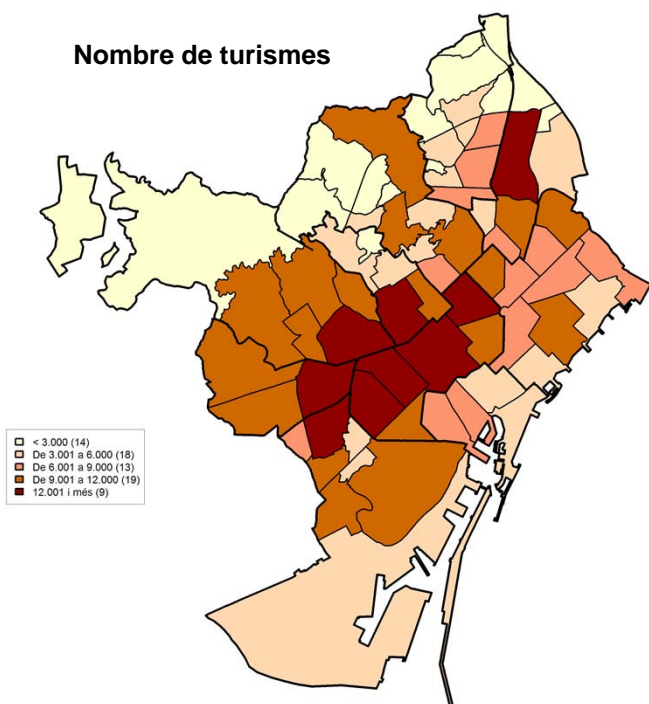 Nombre de turismes
< 3.000 (14)
De 3.001 a 6.000 (18)
De 6.001 a 9.000 (13)
De 9.001 a 12.000 (19)
12.001 i més (9)